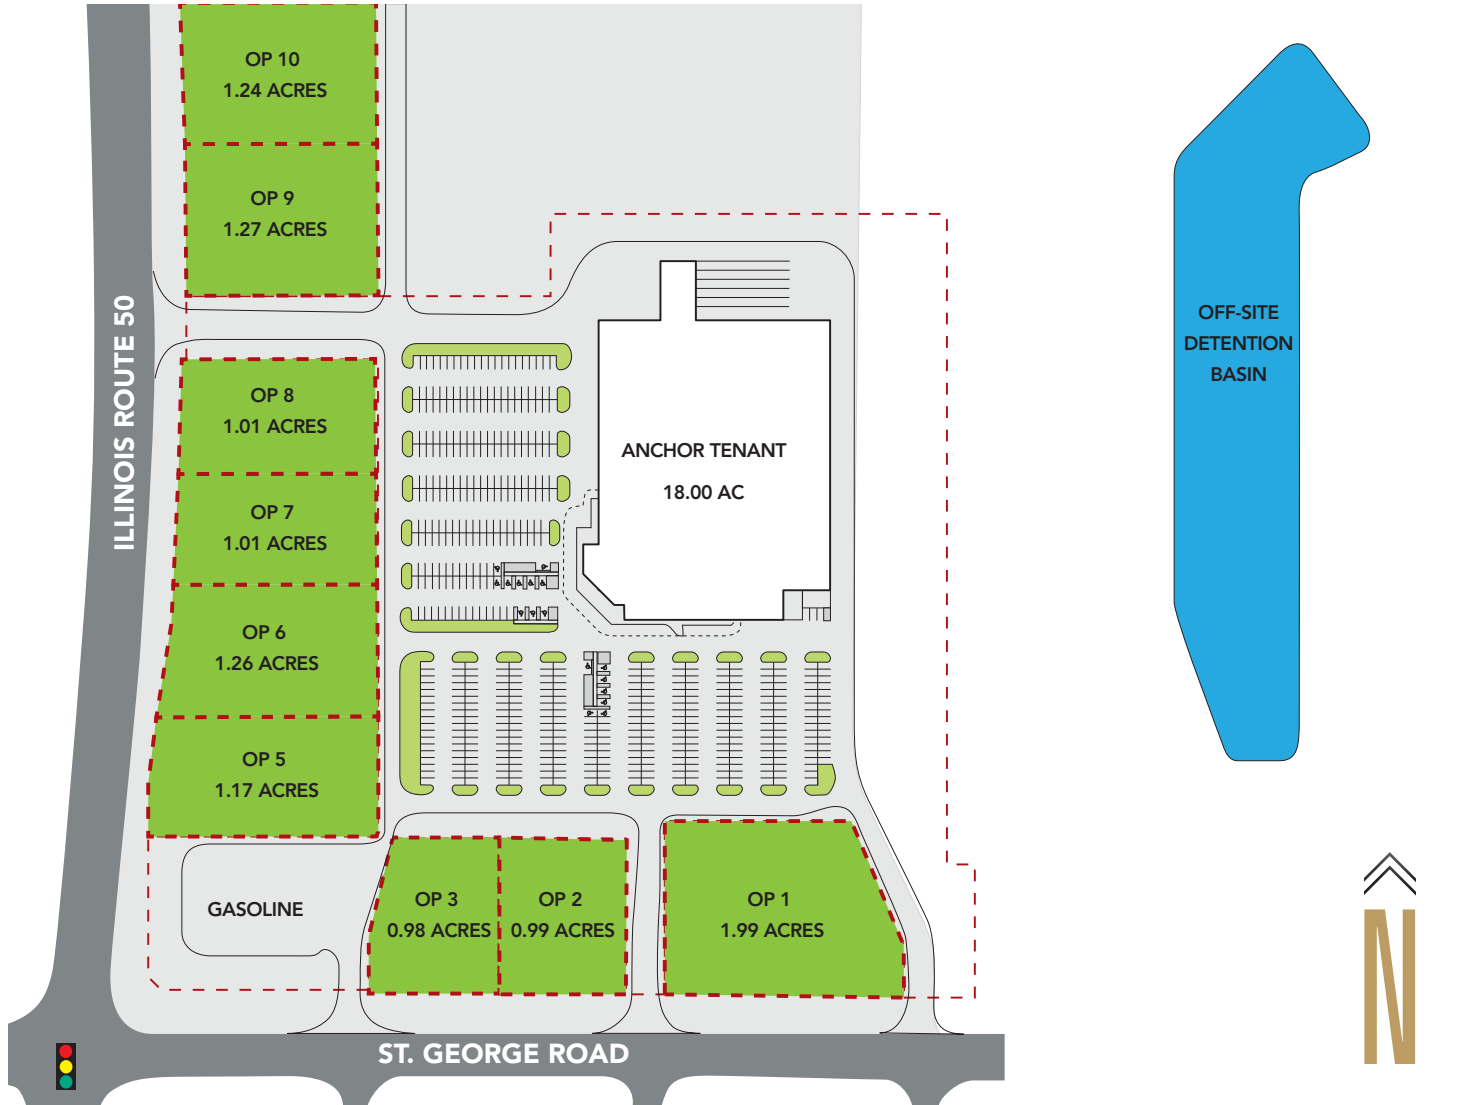 OP 10
1.24 ACRES
OP 9
1.27 ACRES
ILLINOIS ROUTE 50
OP 8
1.01 ACRES
OP 7
1.01 ACRES
OP 6
1.26 ACRES
OP 5
1.17 ACRES
ANCHOR TENANT
18.00 AC
OFF-SITE
DETENTION
BASIN
GASOLINE
OP 3
0.98 ACRES
OP 2
0.99 ACRES
OP 1
1.99 ACRES
ST. GEORGE ROAD
N